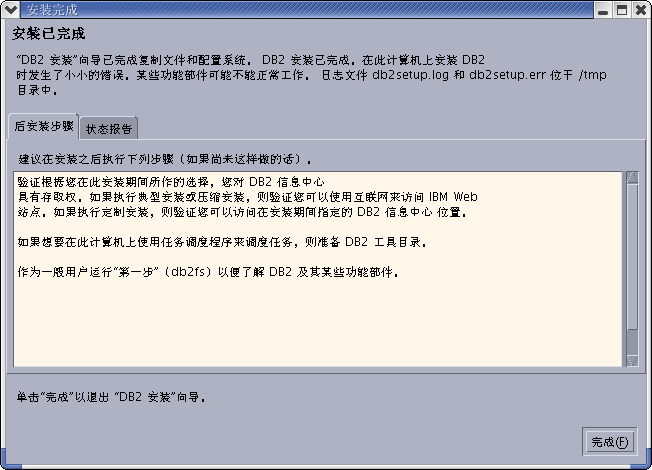 安装完成
安装已完成
“DB2 安装”向导已完成复制文件和配置系统。 DB2 安装已完成。在此计算机上安装 DB2
时发生了小小的错误。某些功能部件可能不能正常工作。 日志文件 db2setup.log 和 db2setup.err 位于 /tmp
目录中。
后安装步骤
状态报告
建议在安装之后执行下列步骤（如果尚未这样做的话）。
验证根据您在此安装期间所作的选择，您对 DB2 信息中心
具有存取权。如果执行典型安装或压缩安装，则验证您可以使用互联网来访问 IBM Web
站点。如果执行定制安装，则验证您可以访问在安装期间指定的 DB2 信息中心 位置。
如果想要在此计算机上使用任务调度程序来调度任务，则准备 DB2 工具目录。
作为一般用户运行“第一步”（db2fs）以便了解 DB2 及其某些功能部件。
单击“完成”以退出 “DB2 安装”向导。
完成(F)